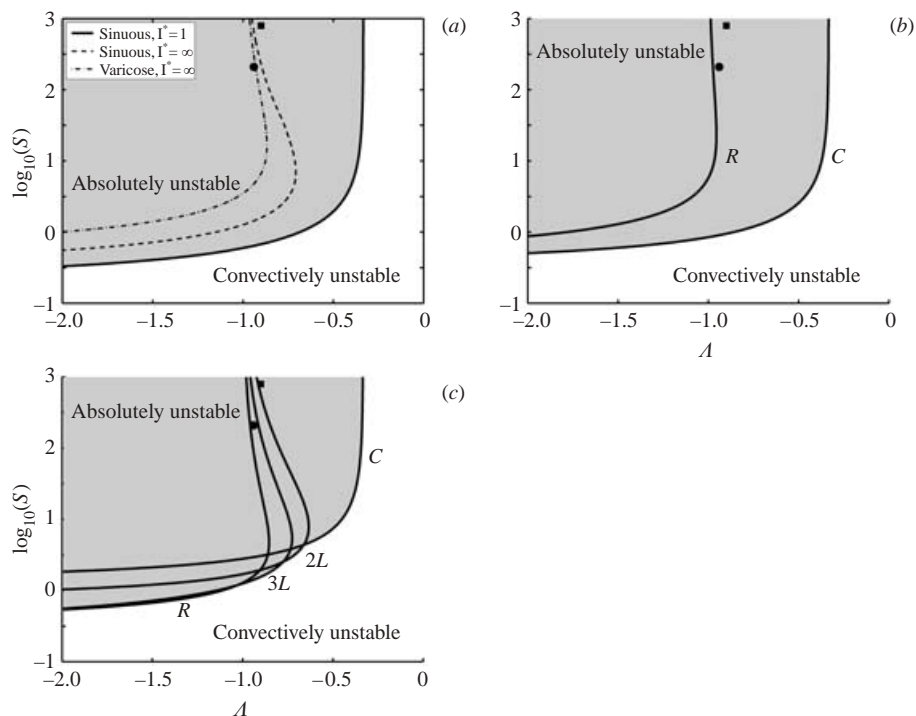 (a)
3
2
1
0
−1
log10(S)
Sinuous, I* = 1
Sinuous, I* = ∞
Varicose, I* = ∞
Absolutely unstable
Convectively unstable
−2.0 −1.5 −1.0 −0.5 0
(b)
3
2
1
0
−1
Absolutely unstable
R
C
Convectively unstable
−2.0 −1.5 −1.0 −0.5 0
Λ
(c)
3
2
1
0
−1
log10(S)
Absolutely unstable
C
2L
3L
R
Convectively unstable
−2.0 −1.5 −1.0 −0.5 0
Λ